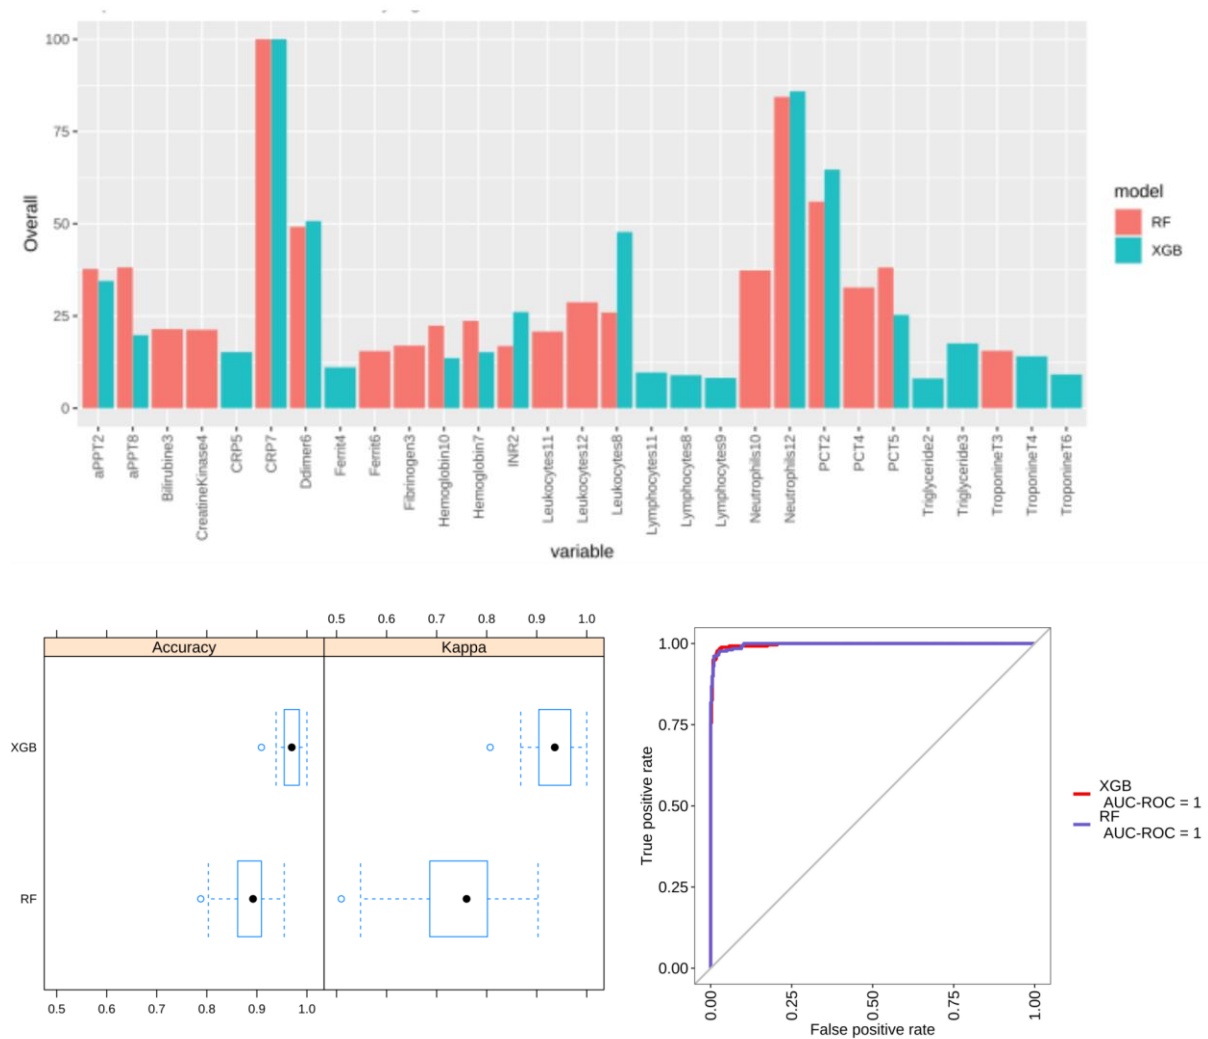 100
75
50
25
0
Overall
aPPT2
aPPT8
Bilirubine3
CreatineKinase4
CRP5
CRP7
Ddimer6
Ferrit4
Ferrit6
Fibrinogen3
Hemoglobin10
Hemoglobin7
INR2
Leukocytes11
Leukocytes12
Leukocytes8
Lymphocytes11
Lymphocytes8
Lymphocytes9
Neutrophils10
Neutrophils12
PCT2
PCT4
PCT5
Triglyceride2
Triglyceride3
TroponineT3
TroponineT4
TroponineT6
variable
model
RF
XGB
0.5 0.6 0.7 0.8 0.9 1.0
Accuracy Kappa
XGB
RF
0.5 0.6 0.7 0.8 0.9 1.0
True positive rate
1.00
0.75
0.50
0.25
0.00
0.00 0.25 0.50 0.75 1.00
False positive rate
XGB
AUC-ROC = 1
RF
AUC-ROC = 1